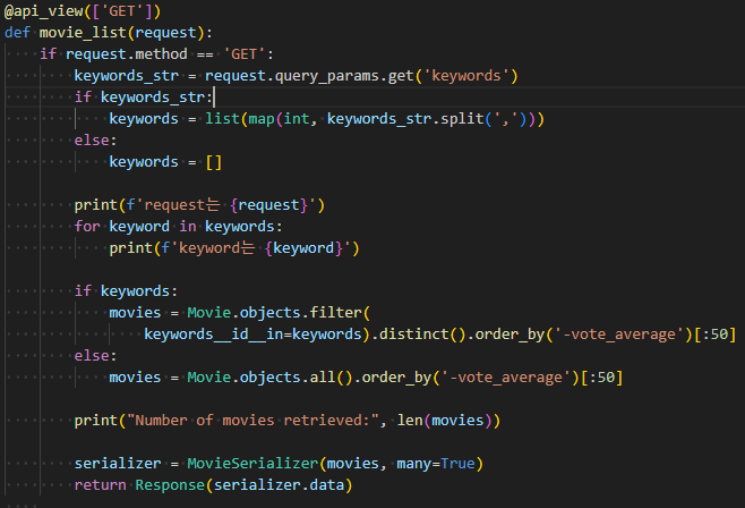 @api_view(['GET'])
def movie_list(request):
    if request.method == 'GET':
        keywords_str = request.query_params.get('keywords')
        if keywords_str:
            keywords = list(map(int, keywords_str.split(',')))
        else:
            keywords = []

        print(f'request는 {request}')
        for keyword in keywords:
            print(f'keyword는 {keyword}')

        if keywords:
            movies = Movie.objects.filter(
                keywords__id__in=keywords).distinct().order_by('-vote_average')[:50]
        else:
            movies = Movie.objects.all().order_by('-vote_average')[:50]

        print("Number of movies retrieved:", len(movies))

        serializer = MovieSerializer(movies, many=True)
        return Response(serializer.data)